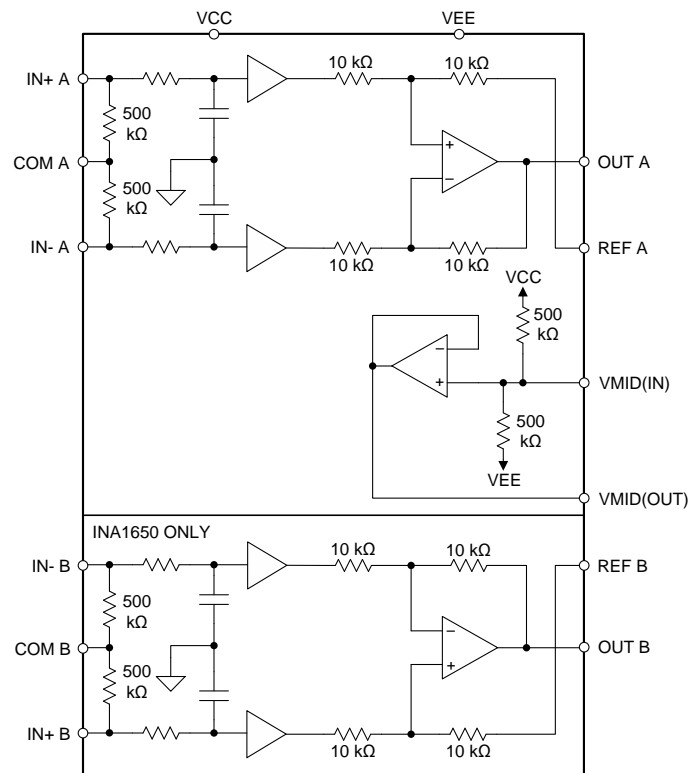 VCC
VEE
IN+ A
10 kΩ
10 kΩ
500
kΩ
COM A
+
OUT A
500
kΩ
−
IN- A
10 kΩ
10 kΩ
REF A
VCC
500
kΩ
−
+
VMID(IN)
500
kΩ
VEE
VMID(OUT)
INA1650 ONLY
10 kΩ
10 kΩ
IN- B
REF B
500
kΩ
−
COM B
OUT B
500
kΩ
+
IN+ B
10 kΩ
10 kΩ